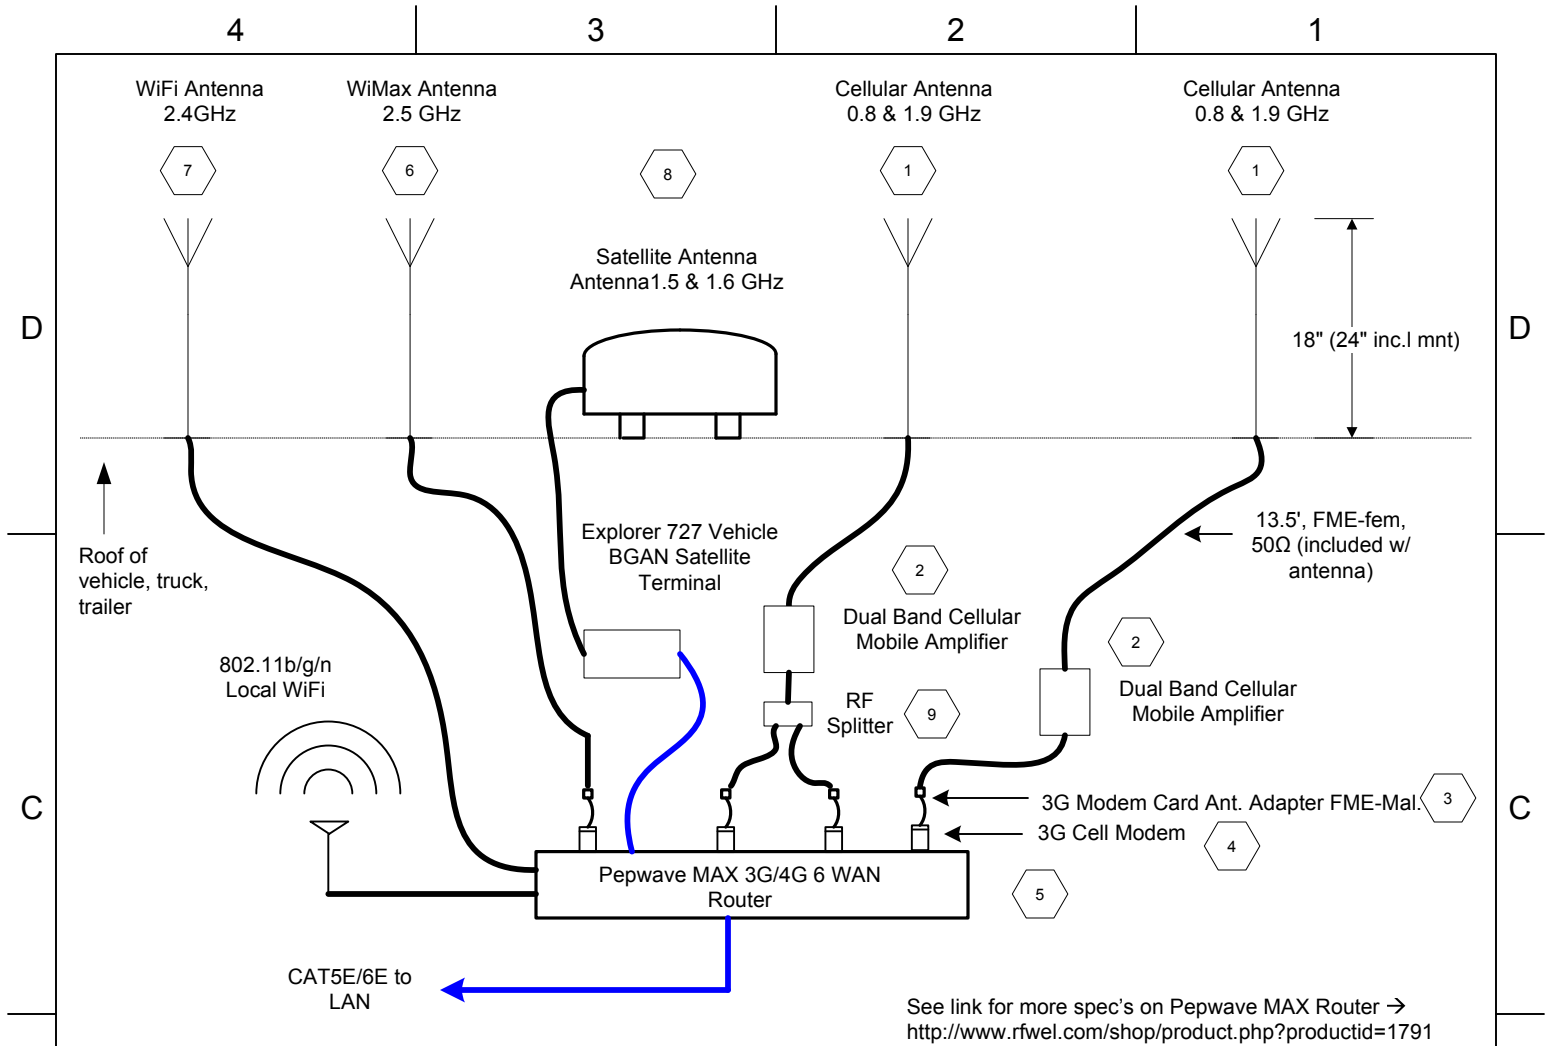 4
3
2
1
WiFi Antenna
2.4GHz
WiMax Antenna
2.5 GHz
Cellular Antenna
0.8 & 1.9 GHz
Cellular Antenna
0.8 & 1.9 GHz
7
6
8
1
1
Satellite Antenna
Antenna1.5 & 1.6 GHz
D
D
18" (24" inc.l mnt)
Roof of
vehicle, truck,
trailer
Explorer 727 Vehicle
BGAN Satellite
Terminal
13.5', FME-fem,
50Ω (included w/
antenna)
2
Dual Band Cellular
Mobile Amplifier
2
Dual Band Cellular
Mobile Amplifier
802.11b/g/n
Local WiFi
RF
Splitter
9
C
C
3G Modem Card Ant. Adapter FME-Mal.
3
3G Cell Modem
4
Pepwave MAX 3G/4G 6 WAN
Router
5
CAT5E/6E to
LAN
See link for more spec's on Pepwave MAX Router →
http://www.rfwel.com/shop/product.php?productid=1791